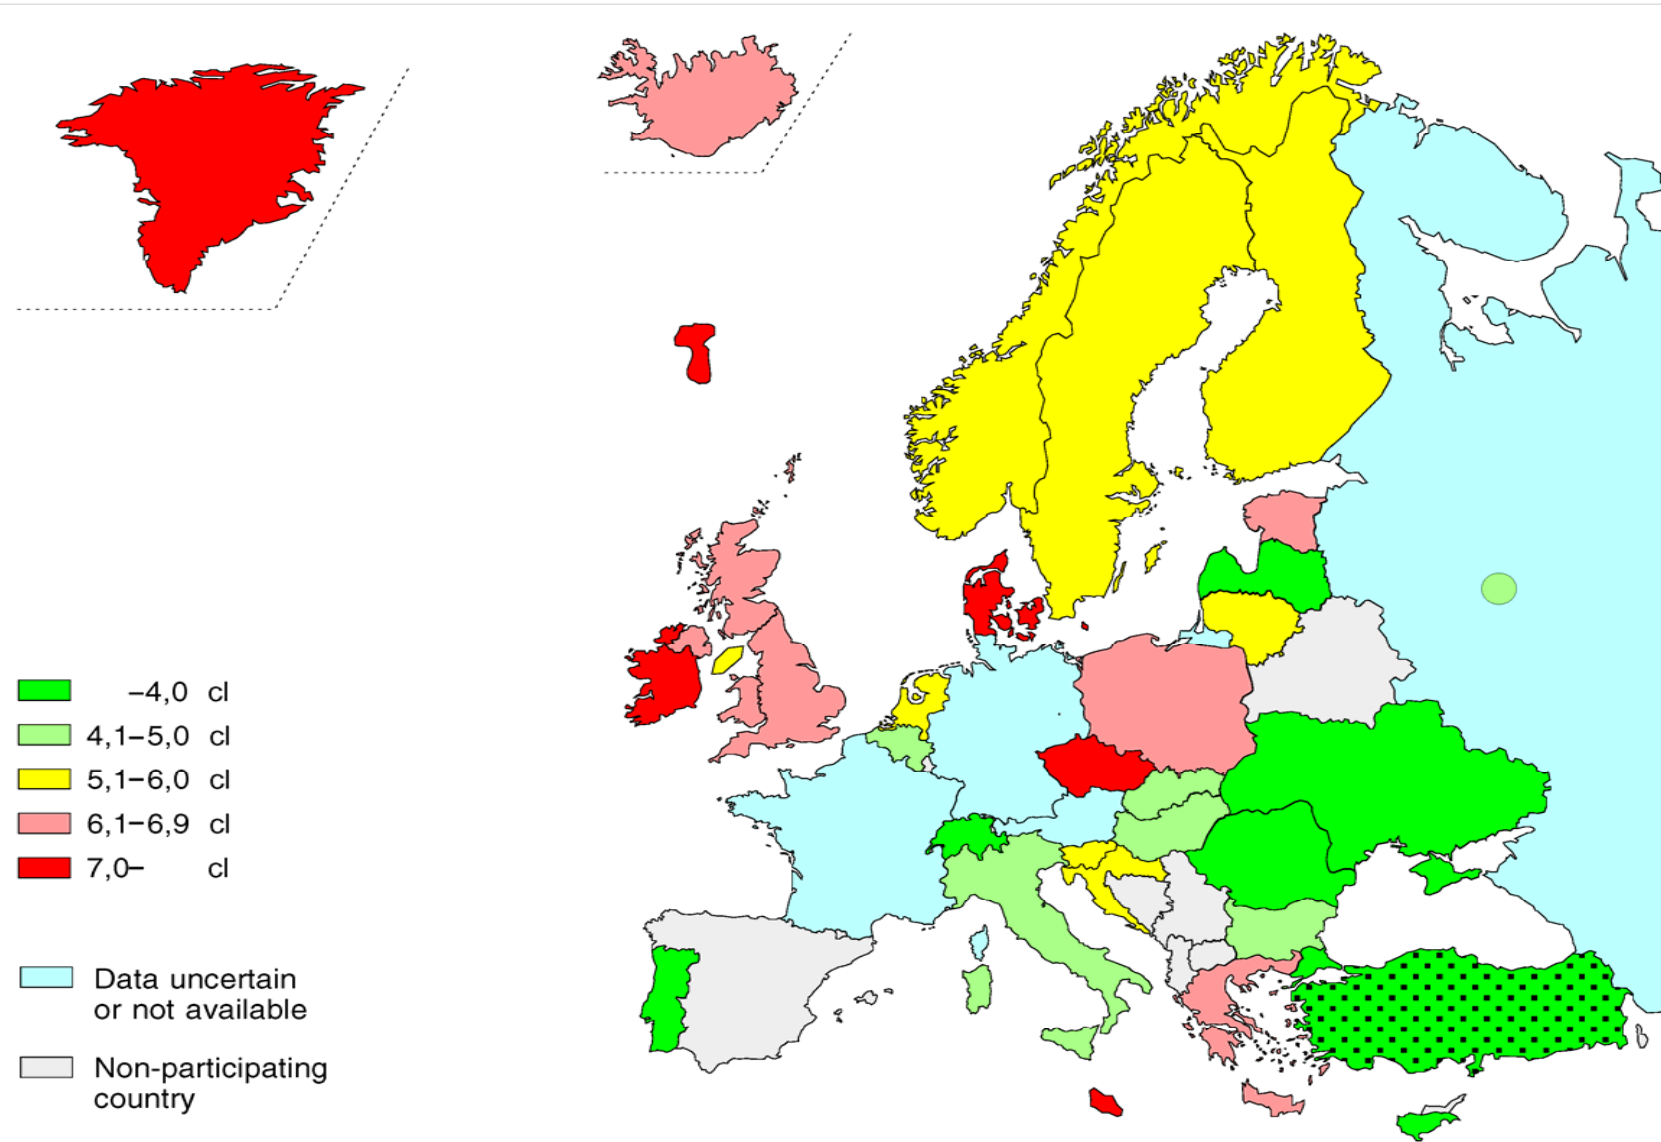 –4,0 cl
4,1–5,0 cl
5,1–6,0 cl
6,1–6,9 cl
7,0– cl
Data uncertain
or not available
Non-participating
country